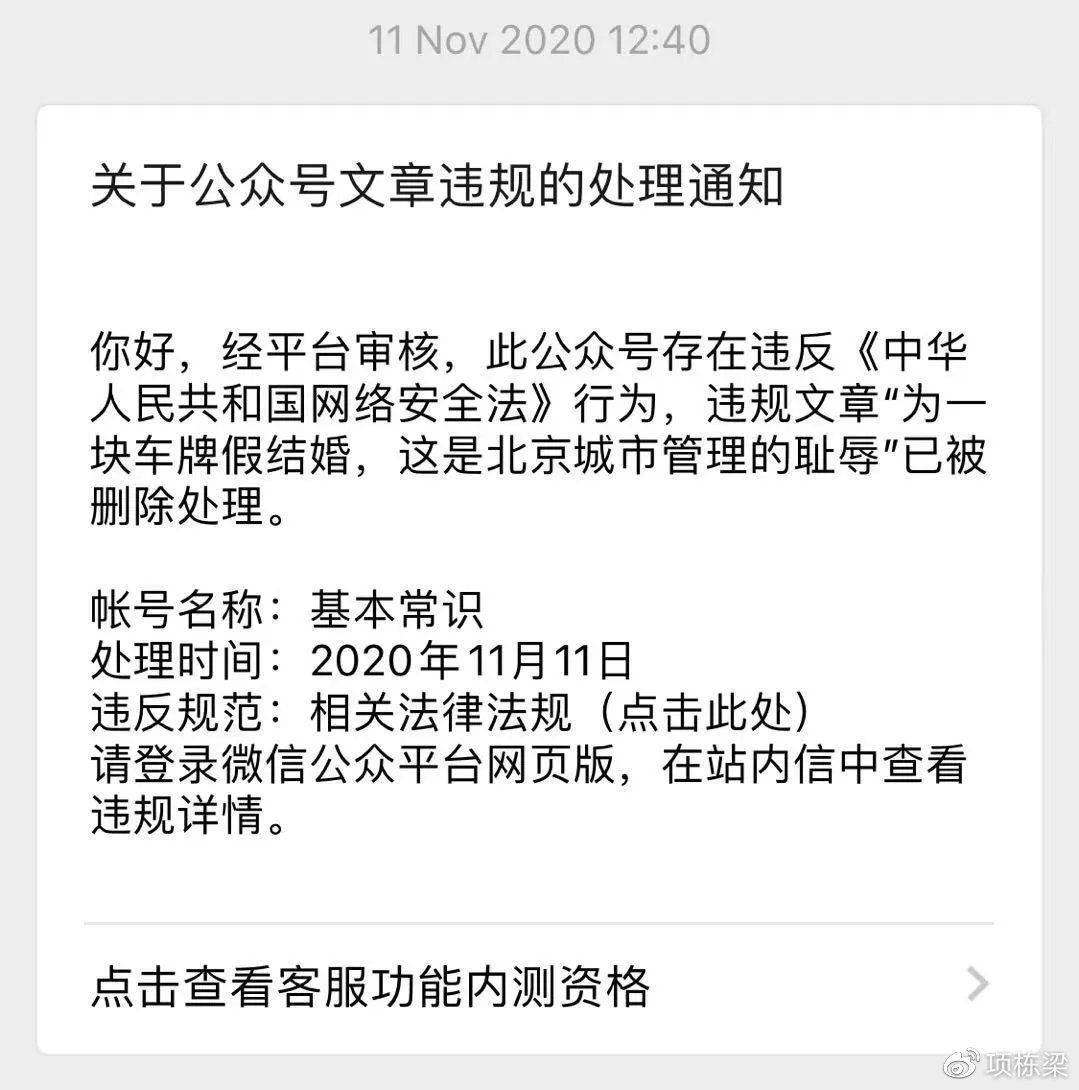 11 Nov 2020 12:40
关于公众号文章违规的处理通知
你好，经平台审核，此公众号存在违反《中华
人民共和国网络安全法》行为，违规文章“为一
块车牌假结婚，这是北京城市管理的耻辱”已被
删除处理。
帐号名称：基本常识
处理时间：2020年11月11日
违反规范：相关法律法规（点击此处）
请登录微信公众平台网页版，在站内信中查看
违规详情。
点击查看客服功能内测资格
项栋梁